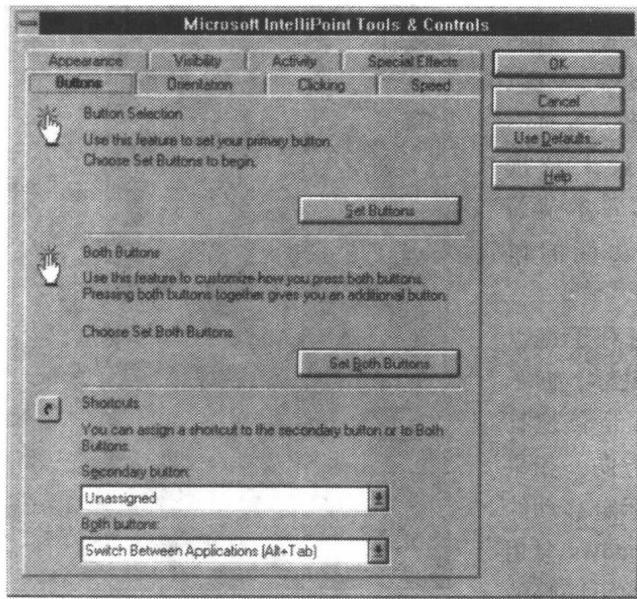 Microsoft IntelliPoint Tools & Controls
Appearance Visibility Activity Special Effects
Buttons Orientation Clicking Speed
OK
Cancel
Use Defaults...
Help
Button Selection
Use this feature to set your primary button.
Choose Set Buttons to begin.
Set Buttons
Both Buttons
Use this feature to customize how you press both buttons.
Pressing both buttons together gives you an additional button.
Choose Set Both Buttons.
Set Both Buttons
Shortcuts
You can assign a shortcut to the secondary button or to Both
Buttons.
Secondary button:
Unassigned
Both buttons:
Switch Between Applications (Alt+Tab)